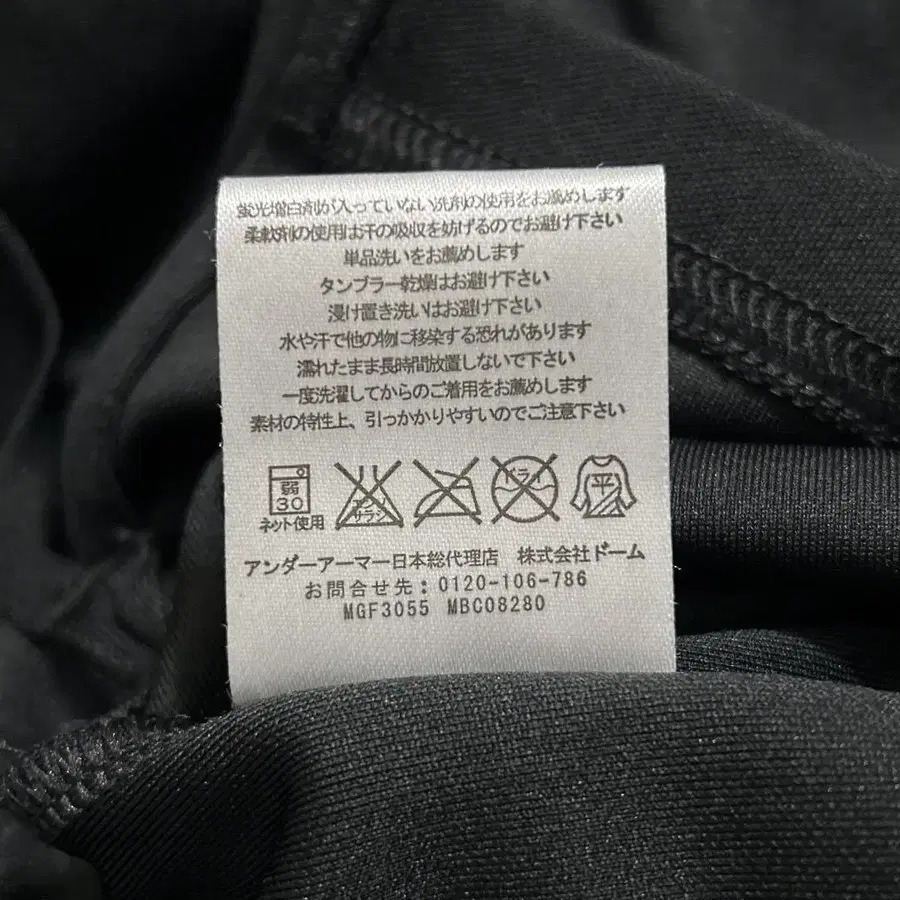 蛍光増白剤が入っていない洗剤の使用をお薦めします
柔軟剤の使用は汗の吸収を妨げるのでお避け下さい
単品洗いをお薦めします
タンブラー乾燥はお避け下さい
浸け置き洗いはお避け下さい
水や汗で他の物に移染する恐れがあります
濡れたまま長時間放置しないで下さい
一度洗濯してからのご着用をお薦めします
素材の特性上、引っかかりやすいのでご注意下さい
弱 30 エンソ サラシ ドライ 平
ネット使用
アンダーアーマー日本総代理店 株式会社ドーム
お問合せ先:0120-106-786
MGF3055 MBC08280